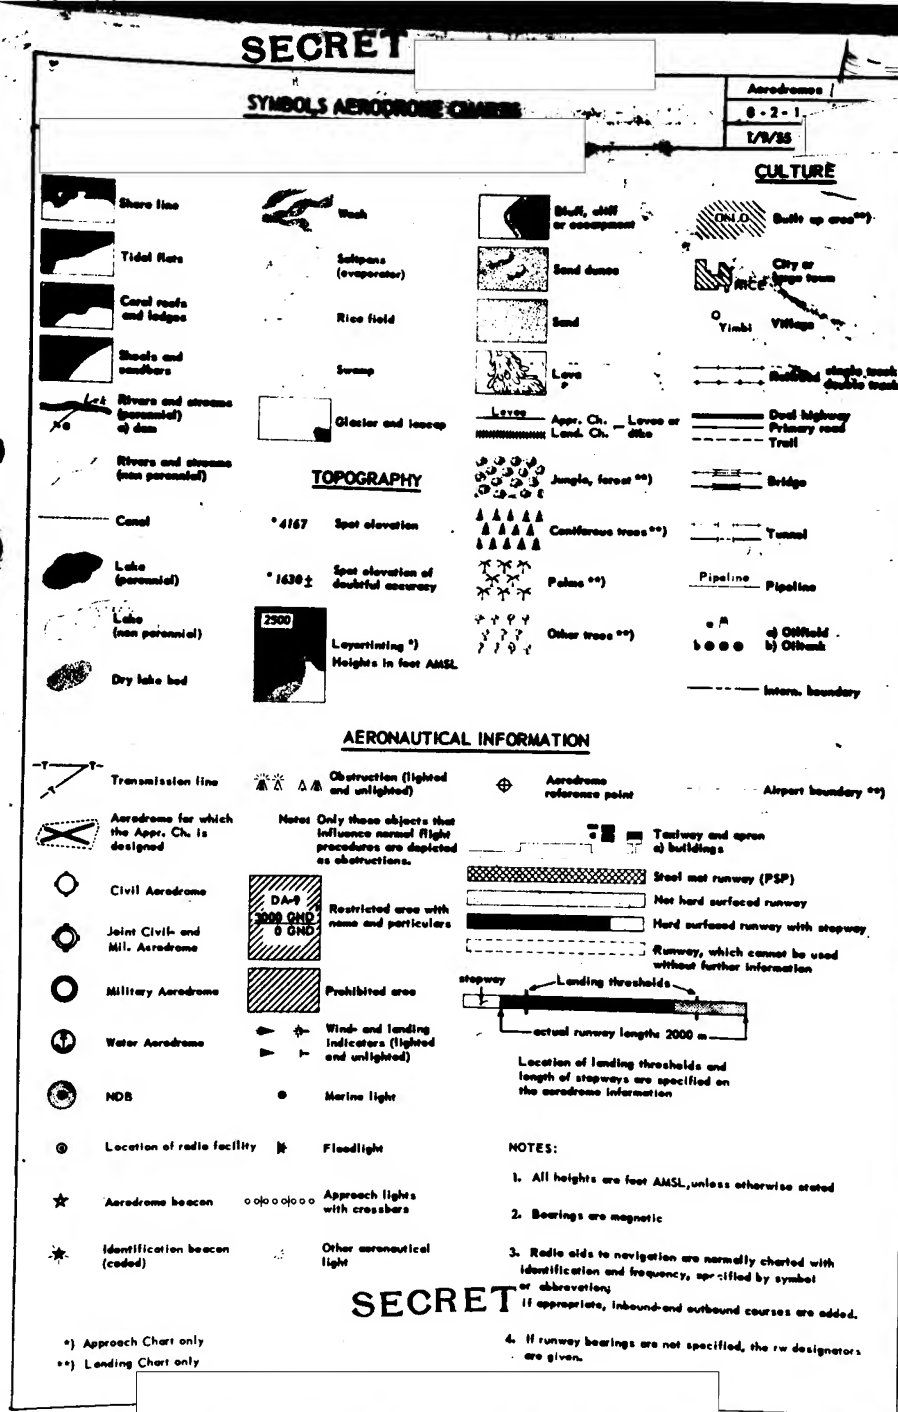 SECRET
SYMBOLS AERODROME CHARTS
Aerodromes
8 - 2 - 1
CULTURE
Shore line
Wash
Bluff, cliff
or escarpment
Built up area**)
Tidal flats
Saltpans
(evaporator)
Sand dunes
City or
large town
RICE
Coral reefs
and ledges
Rice field
Sand
Yimbi
Village
Shoals and
sandbars
Swamp
Lava
Railroad
single track
double track
Rivers and streams
(perennial)
a) dam
Glacier and icecap
Levee
Appr. Ch.
Land. Ch.
Levee or
dike
Dual highway
Primary road
Trail
Rivers and streams
(non perennial)
TOPOGRAPHY
Jungle, forest **)
Bridge
Canal
4167
Spot elevation
Coniferous trees **)
Tunnel
Lake
(perennial)
1630 ±
Spot elevation of
doubtful accuracy
Palms **)
Pipeline
Pipeline
Lake
(non perennial)
2500
Layertinting *)
Heights in feet AMSL
Other trees **)
a
b
a) Oilfield
b) Oiltank
Dry lake bed
Intern. boundary
AERONAUTICAL INFORMATION
Transmission line
Obstruction (lighted
and unlighted)
Aerodrome
reference point
Airport boundary **)
Aerodrome for which
the Appr. Ch. is
designed
Note: Only those objects that
influence normal flight
procedures are depicted
as obstructions.
Taxiway and apron
a) buildings
Steel mat runway (PSP)
Civil Aerodrome
DA-9
3000 GND
0 GND
Restricted area with
name and particulars
Not hard surfaced runway
Hard surfaced runway with stopway
Joint Civil- and
Mil. Aerodrome
Runway, which cannot be used
without further information
Military Aerodrome
Prohibited area
stopway
Landing thresholds
actual runway length: 2000 m
Water Aerodrome
Wind- and landing
indicators (lighted
and unlighted)
Location of landing thresholds and
length of stopways are specified on
the aerodrome information
NDB
Marine light
Location of radio facility
Floodlight
NOTES:
1. All heights are feet AMSL, unless otherwise stated
Aerodrome beacon
Approach lights
with crossbars
2. Bearings are magnetic
Identification beacon
(coded)
Other aeronautical
light
3. Radio aids to navigation are normally charted with
identification and frequency, specified by symbol
or abbrevation;
if appropriate, inbound-and outbound courses are added.
SECRET
*) Approach Chart only
**) Landing Chart only
4. If runway bearings are not specified, the rw designators
are given.